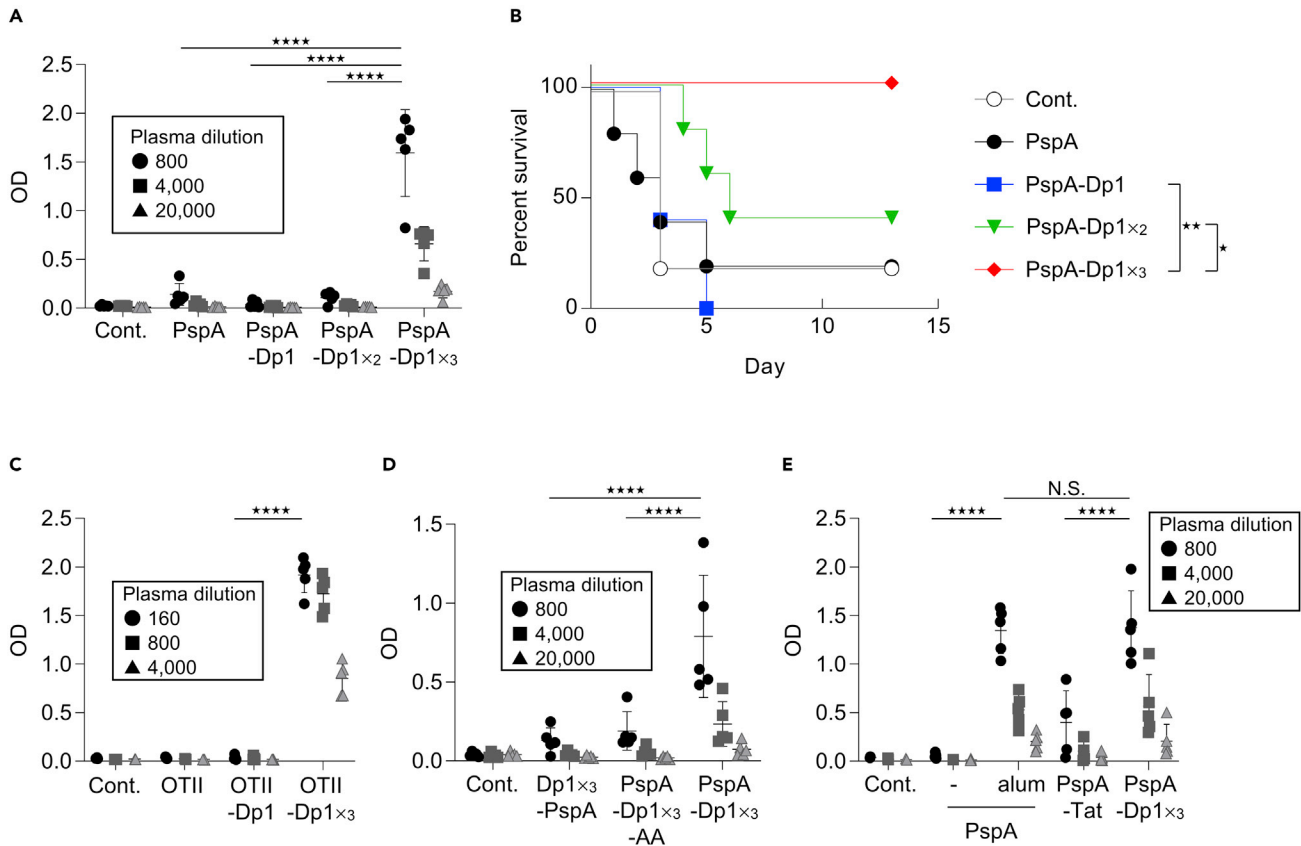 A
★★★★
★★★★
★★★★
2.5
2.0
1.5
1.0
0.5
0.0
OD
Plasma dilution
800
4,000
20,000
Cont.
PspA
PspA
-Dp1
PspA
-Dp1×2
PspA
-Dp1×3
B
100
50
0
Percent survival
0
5
10
15
Day
Cont.
PspA
PspA-Dp1
PspA-Dp1×2
PspA-Dp1×3
★★
★
C
★★★★
2.5
2.0
1.5
1.0
0.5
0.0
OD
Plasma dilution
160
800
4,000
Cont.
OTII
OTII
-Dp1
OTII
-Dp1×3
D
★★★★
★★★★
1.5
1.0
0.5
0.0
OD
Plasma dilution
800
4,000
20,000
Cont.
Dp1×3
-PspA
PspA
-Dp1×3
-AA
PspA
-Dp1×3
E
N.S.
★★★★
★★★★
2.5
2.0
1.5
1.0
0.5
0.0
OD
Plasma dilution
800
4,000
20,000
Cont.
-
alum
PspA
PspA
-Tat
PspA
-Dp1×3